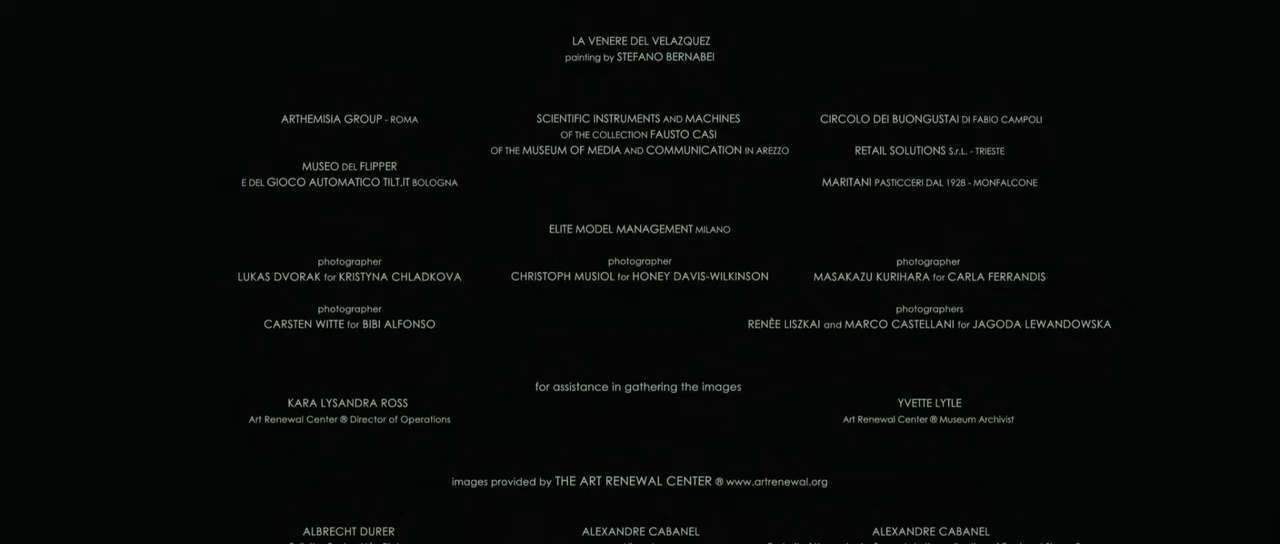 LA VENERE DEL VELAZQUEZ
painting by STEFANO BERNABEI
ARTHEMISIA GROUP - ROMA
MUSEO DEL FLIPPER
E DEL GIOCO AUTOMATICO TILT.IT BOLOGNA
SCIENTIFIC INSTRUMENTS AND MACHINES
OF THE COLLECTION FAUSTO CASI
OF THE MUSEUM OF MEDIA AND COMMUNICATION IN AREZZO
CIRCOLO DEI BUONGUSTAI DI FABIO CAMPOLI
RETAIL SOLUTIONS S.r.L. - TRIESTE
MARITANI PASTICCERI DAL 1928 - MONFALCONE
ELITE MODEL MANAGEMENT MILANO
photographer
LUKAS DVORAK for KRISTYNA CHLADKOVA
photographer
CHRISTOPH MUSIOL for HONEY DAVIS-WILKINSON
photographer
MASAKAZU KURIHARA for CARLA FERRANDIS
photographer
CARSTEN WITTE for BIBI ALFONSO
photographers
RENÈE LISZKAI and MARCO CASTELLANI for JAGODA LEWANDOWSKA
for assistance in gathering the images
KARA LYSANDRA ROSS
Art Renewal Center ® Director of Operations
YVETTE LYTLE
Art Renewal Center ® Museum Archivist
images provided by THE ART RENEWAL CENTER ® www.artrenewal.org
ALBRECHT DURER
ALEXANDRE CABANEL
ALEXANDRE CABANEL